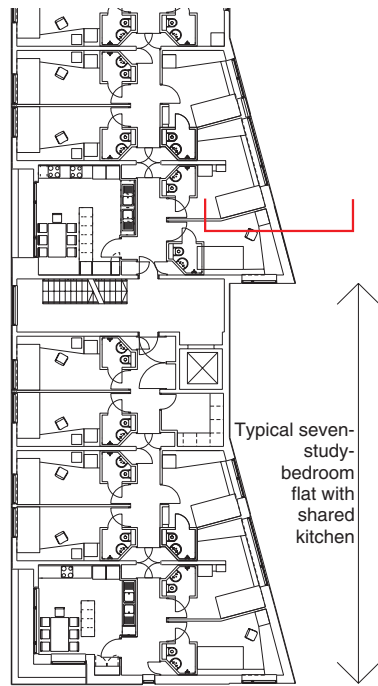 Typical seven-
study-
bedroom
flat with
shared
kitchen